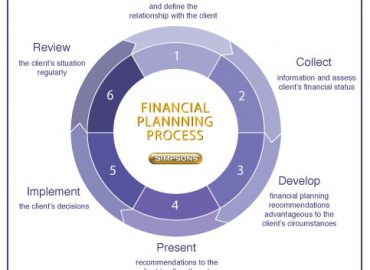 and define the
relationship with the client
1
Collect
information and assess
client's financial status
2
Develop
financial planning
recommendations
advantageous to the
client's circumstances
3
Present
recommendations to the
4
Implement
the client's decisions
5
Review
the client's situation
regularly
6
FINANCIAL
PLANNNING
PROCESS
SIMPSONS